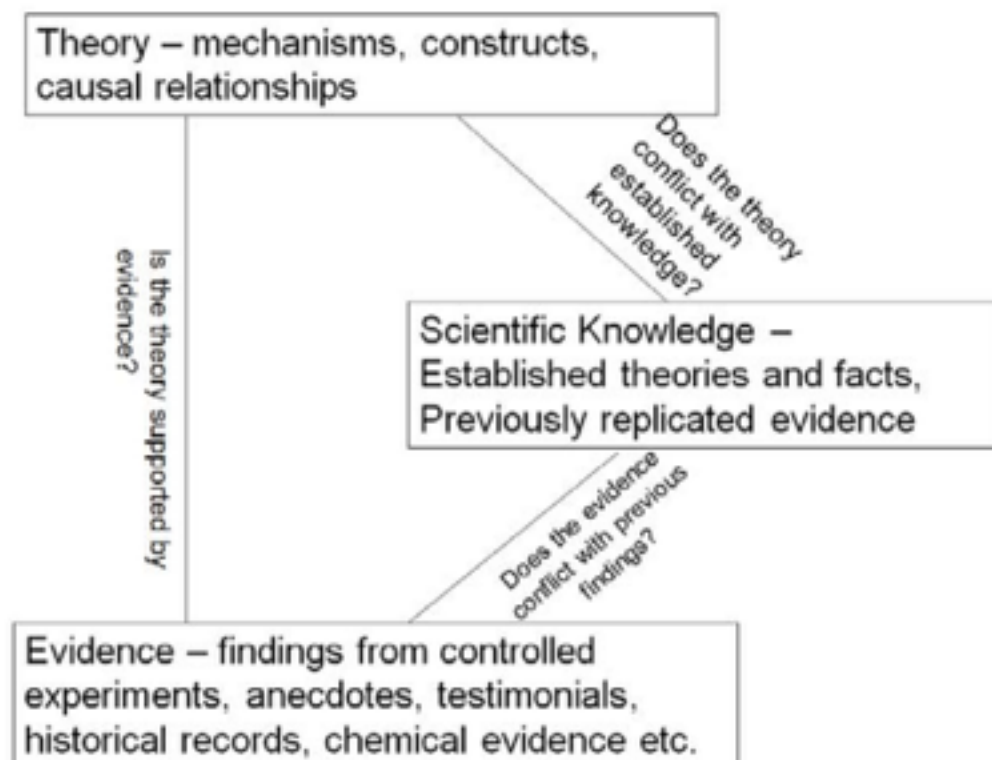 Theory – mechanisms, constructs,
causal relationships
Does the theory
conflict with
established
knowledge?
Is the theory supported by
evidence?
Scientific Knowledge –
Established theories and facts,
Previously replicated evidence
Does the evidence
conflict with previous
findings?
Evidence – findings from controlled
experiments, anecdotes, testimonials,
historical records, chemical evidence etc.